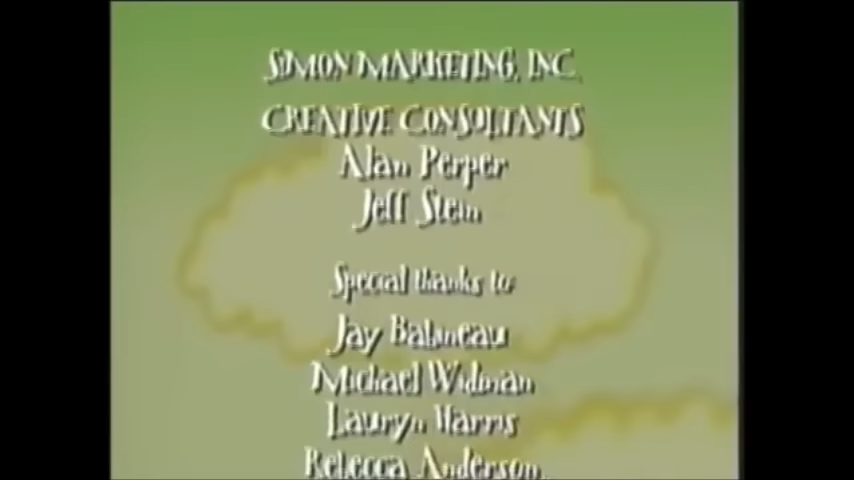 SIMON MARKETING, INC.
CREATIVE CONSULTANTS
Alan Perper
Jeff Stein
Special thanks to
Jay Babineau
Michael Widman
Lauryn Harris
Rebecca Anderson